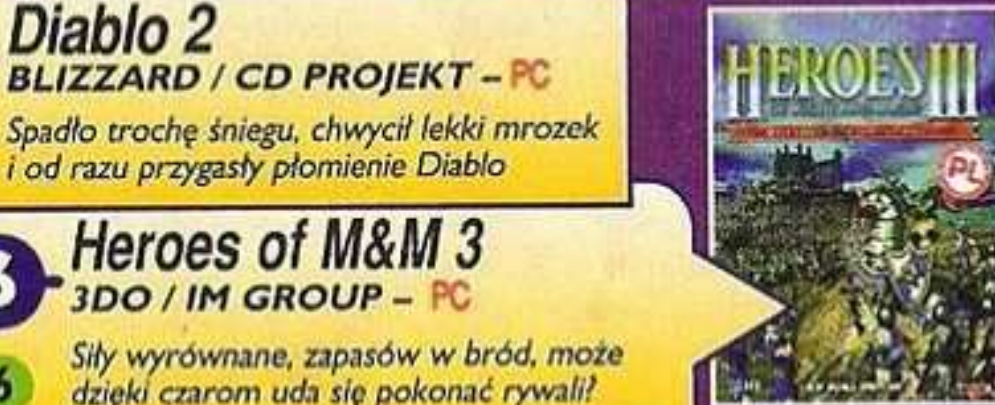 Diablo 2
BLIZZARD / CD PROJEKT – PC
Spadło trochę śniegu, chwycił lekki mrozek
i od razu przygasły płomienie Diablo
Heroes of M&M 3
3DO / IM GROUP – PC
Siły wyrównane, zapasów w bród, może
dzięki czarom uda się pokonać rywali?
6
HEROES III
PL